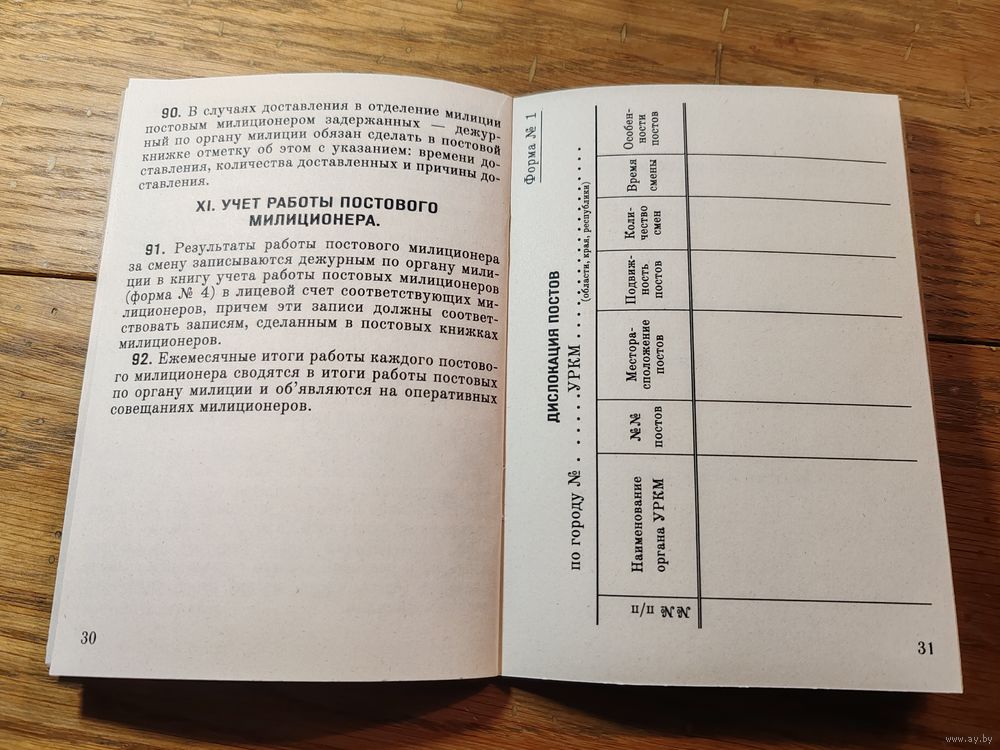 90. В случаях доставления в отделение милиции
постовым милиционером задержанных — дежур-
ный по органу милиции обязан сделать в постовой
книжке отметку об этом с указанием: времени до-
ставления, количества доставленных и причины до-
ставления.
XI. УЧЕТ РАБОТЫ ПОСТОВОГО
МИЛИЦИОНЕРА.
91. Результаты работы постового милиционера
за смену записываются дежурным по органу мили-
ции в книгу учета работы постовых милиционеров
(форма № 4) в лицевой счет соответствующих ми-
лиционеров, причем эти записи должны соответ-
ствовать записям, сделанным в постовых книжках
милиционеров.
92. Ежемесячные итоги работы каждого постово-
го милиционера сводятся в итоги работы постовых
по органу милиции и об’являются на оперативных
совещаниях милиционеров.
30
Форма № 1
ДИСЛОКАЦИЯ ПОСТОВ
по городу № . . . . . . .УРКМ . . . . . . . . . . . . . . . . . .
(области, края, республики)
№№
п/п
Наименование
органа УРКМ
№№
постов
Местора-
сположение
постов
Подвиж-
ность
постов
Коли-
чество
смен
Время
смены
Особен-
ности
постов
31
www.ay.by